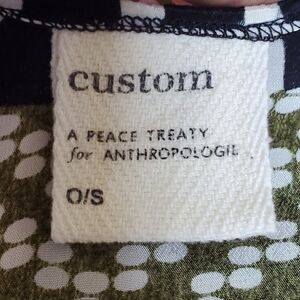 custom
A PEACE TREATY
for ANTHROPOLOGIE
O/S